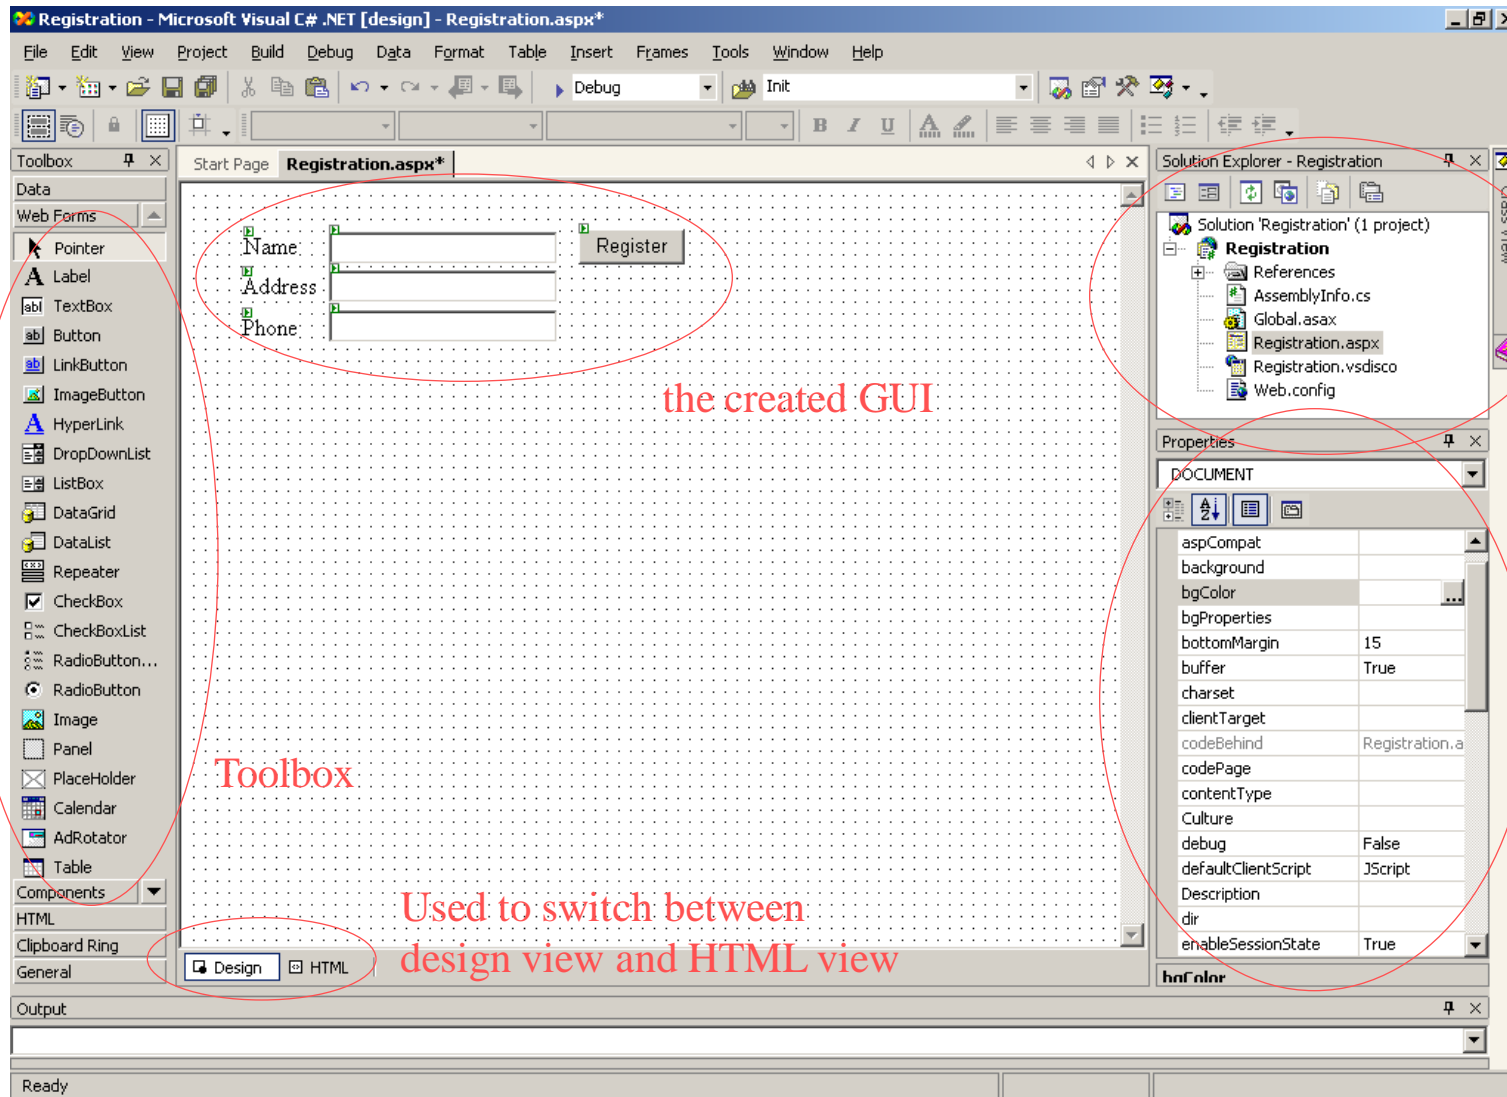 Registration - Microsoft Visual C# .NET [design] - Registration.aspx*
File Edit View Project Build Debug Data Format Table Insert Frames Tools Window Help
Debug Init
B I U A
Toolbox
Start Page Registration.aspx*
Solution Explorer - Registration
Data
Web Forms
Pointer
Label
TextBox
Button
LinkButton
ImageButton
HyperLink
DropDownList
ListBox
DataGrid
DataList
Repeater
CheckBox
CheckBoxList
RadioButton...
RadioButton
Image
Panel
PlaceHolder
Calendar
AdRotator
Table
Components
HTML
Clipboard Ring
General
Name
Register
Address
Phone
the created GUI
Toolbox
Used to switch between
design view and HTML view
Design HTML
Solution 'Registration' (1 project)
Registration
References
AssemblyInfo.cs
Global.asax
Registration.aspx
Registration.vsdisco
Web.config
Class View
Properties
DOCUMENT
aspCompat
background
bgColor ...
bgProperties
bottomMargin 15
buffer True
charset
clientTarget
codeBehind Registration.a
codePage
contentType
Culture
debug False
defaultClientScript JScript
Description
dir
enableSessionState True
bgColor
Output
Ready